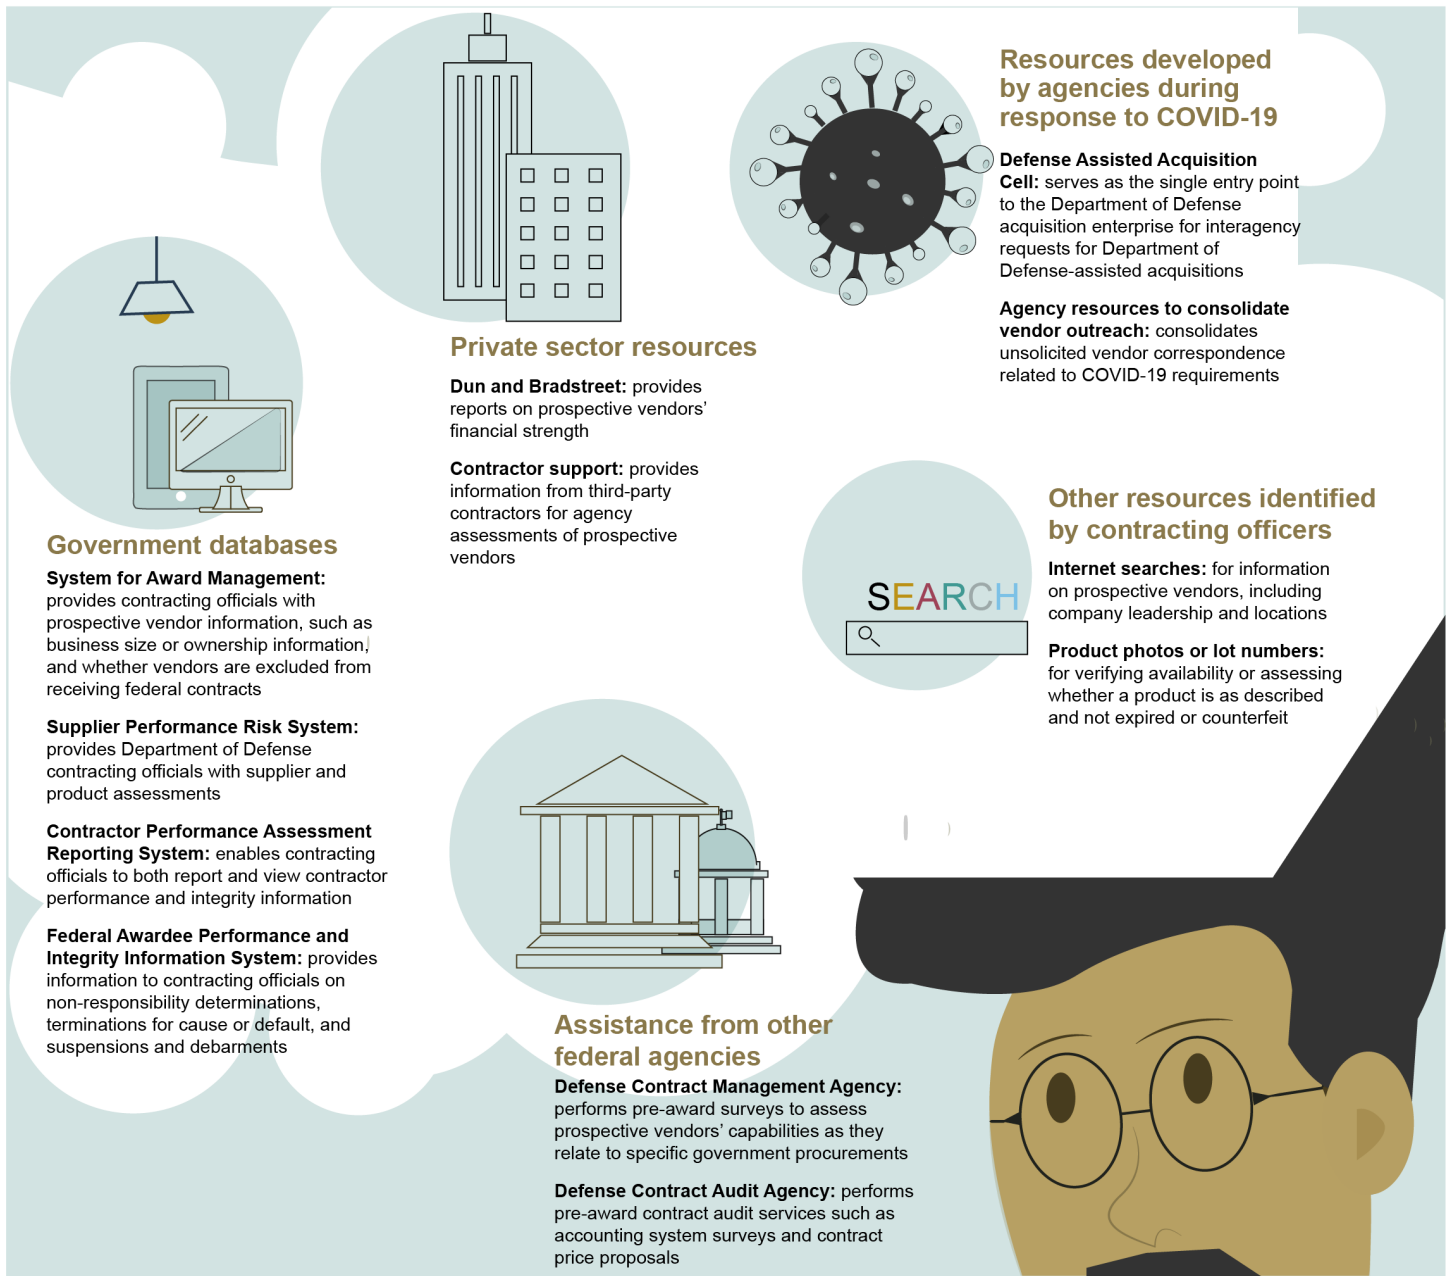 Resources developed
by agencies during
response to COVID-19
Defense Assisted Acquisition
Cell: serves as the single entry point
to the Department of Defense
acquisition enterprise for interagency
requests for Department of
Defense-assisted acquisitions
Agency resources to consolidate
vendor outreach: consolidates
unsolicited vendor correspondence
related to COVID-19 requirements
Private sector resources
Dun and Bradstreet: provides
reports on prospective vendors’
financial strength
Contractor support: provides
information from third-party
contractors for agency
assessments of prospective
vendors
Other resources identified
by contracting officers
Internet searches: for information
on prospective vendors, including
company leadership and locations
Product photos or lot numbers:
for verifying availability or assessing
whether a product is as described
and not expired or counterfeit
SEARCH
Government databases
System for Award Management:
provides contracting officials with
prospective vendor information, such as
business size or ownership information,
and whether vendors are excluded from
receiving federal contracts
Supplier Performance Risk System:
provides Department of Defense
contracting officials with supplier and
product assessments
Contractor Performance Assessment
Reporting System: enables contracting
officials to both report and view contractor
performance and integrity information
Federal Awardee Performance and
Integrity Information System: provides
information to contracting officials on
non-responsibility determinations,
terminations for cause or default, and
suspensions and debarments
Assistance from other
federal agencies
Defense Contract Management Agency:
performs pre-award surveys to assess
prospective vendors’ capabilities as they
relate to specific government procurements
Defense Contract Audit Agency: performs
pre-award contract audit services such as
accounting system surveys and contract
price proposals